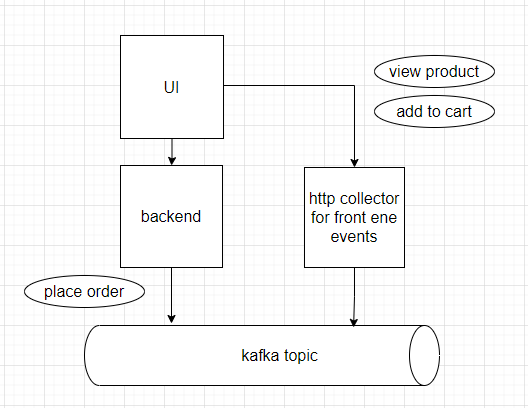 UI
view product
add to cart
backend
http collector
for front ene
events
place order
kafka topic